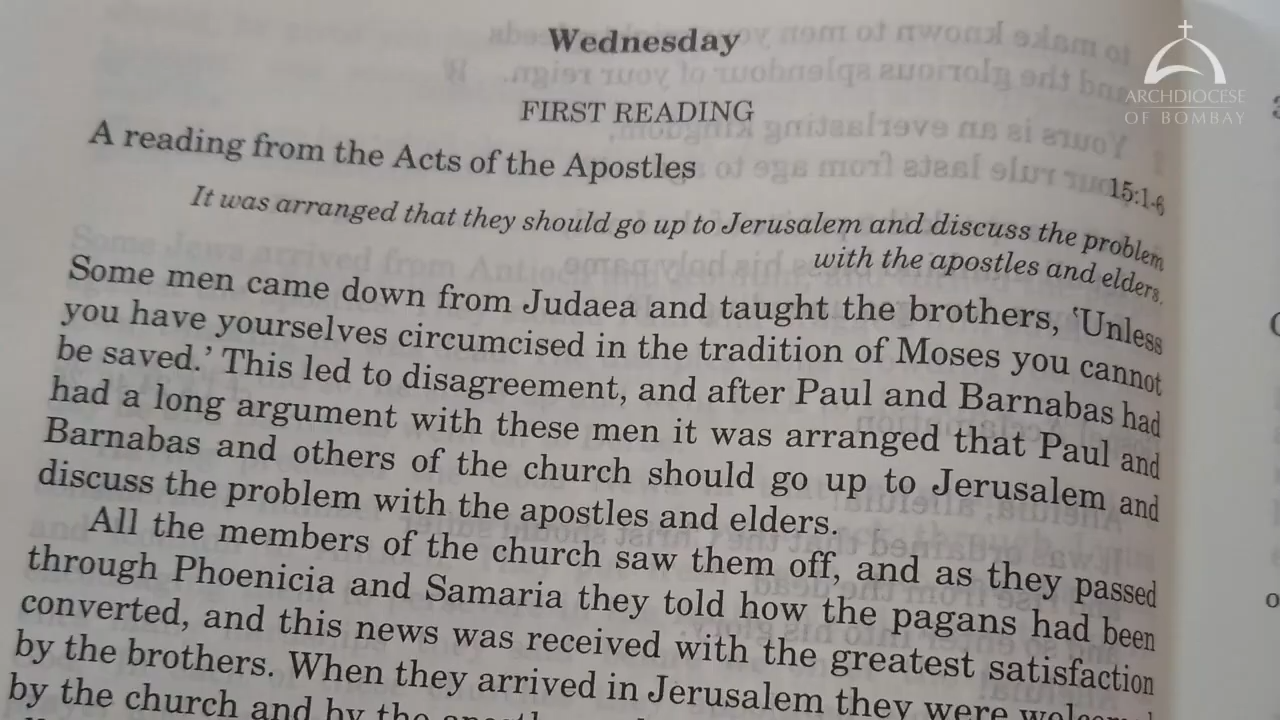 Wednesday
FIRST READING
A reading from the Acts of the Apostles 15:1-6
It was arranged that they should go up to Jerusalem and discuss the problem
with the apostles and elders.
Some men came down from Judaea and taught the brothers, ‘Unless
you have yourselves circumcised in the tradition of Moses you cannot
be saved.’ This led to disagreement, and after Paul and Barnabas had
had a long argument with these men it was arranged that Paul and
Barnabas and others of the church should go up to Jerusalem and
discuss the problem with the apostles and elders.
All the members of the church saw them off, and as they passed
through Phoenicia and Samaria they told how the pagans had been
converted, and this news was received with the greatest satisfaction
by the brothers. When they arrived in Jerusalem they were
by the church and by the
ARCHDIOCESE
OF BOMBAY